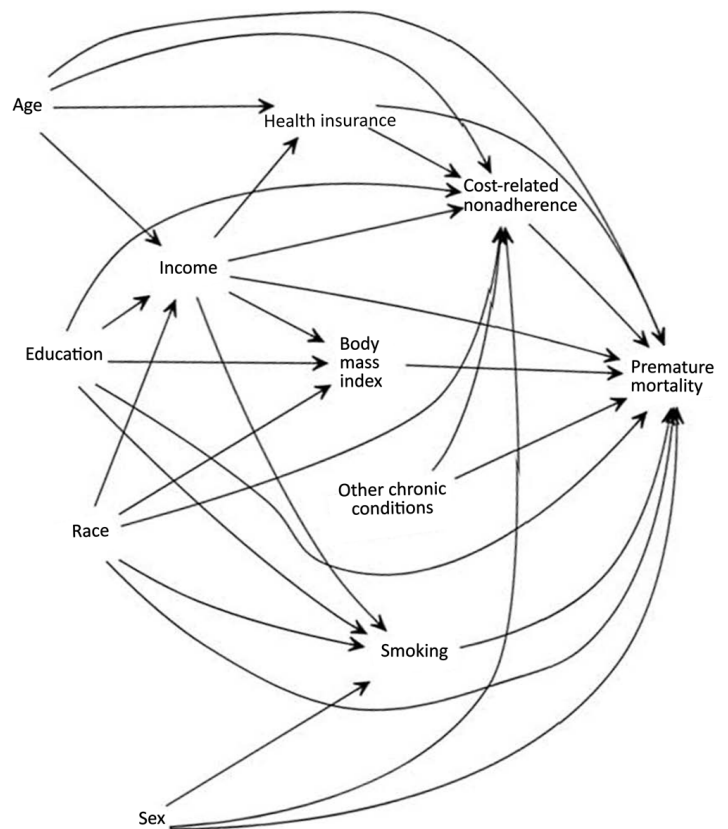 Age
Health insurance
Cost-related
nonadherence
Income
Education
Body
mass
index
Premature
mortality
Other chronic
conditions
Race
Smoking
Sex